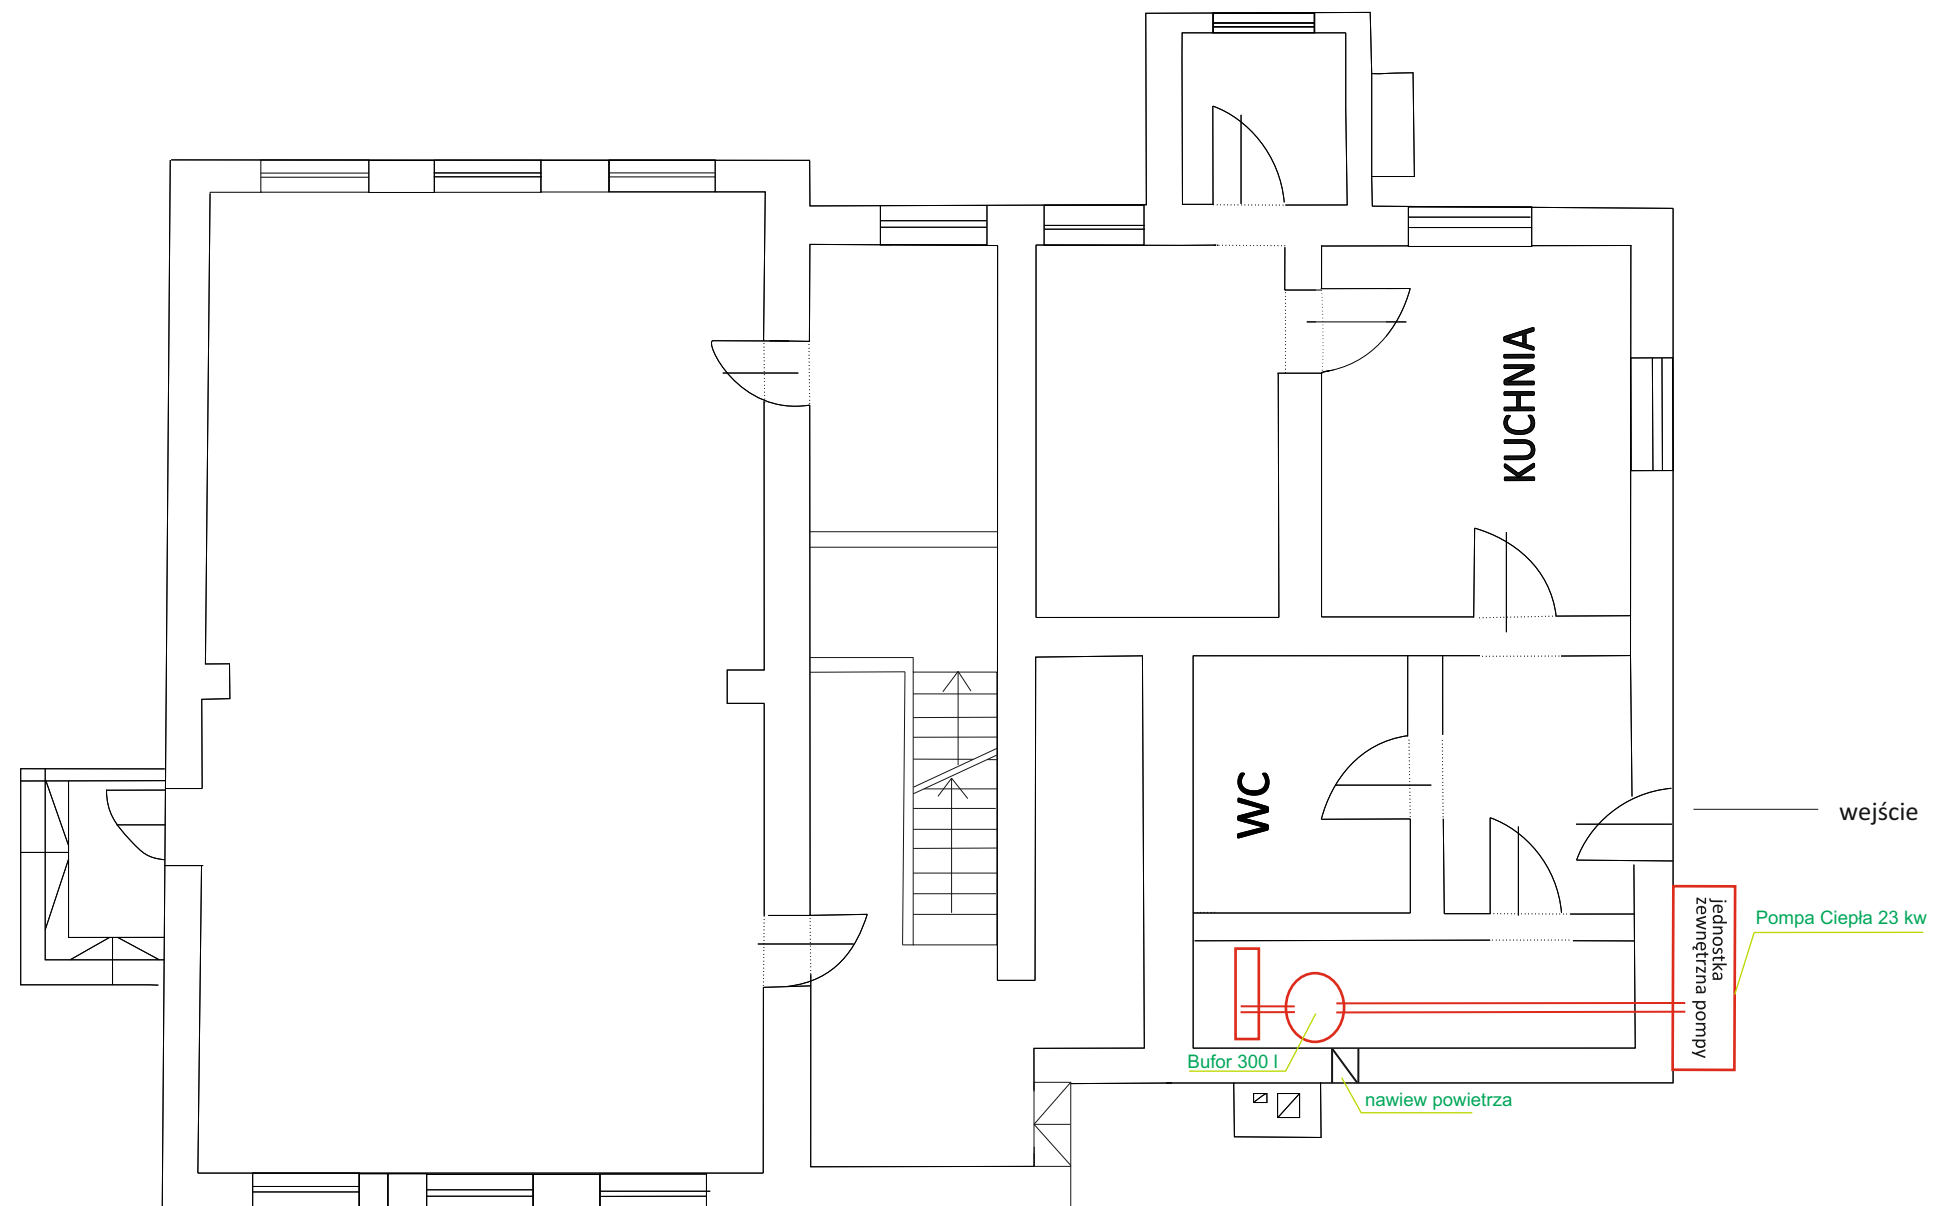 KUCHNIA
WC
wejście
Pompa Ciepła 23 kw
jednostka
zewnętrzna pompy
Bufor 300 l
nawiew powietrza